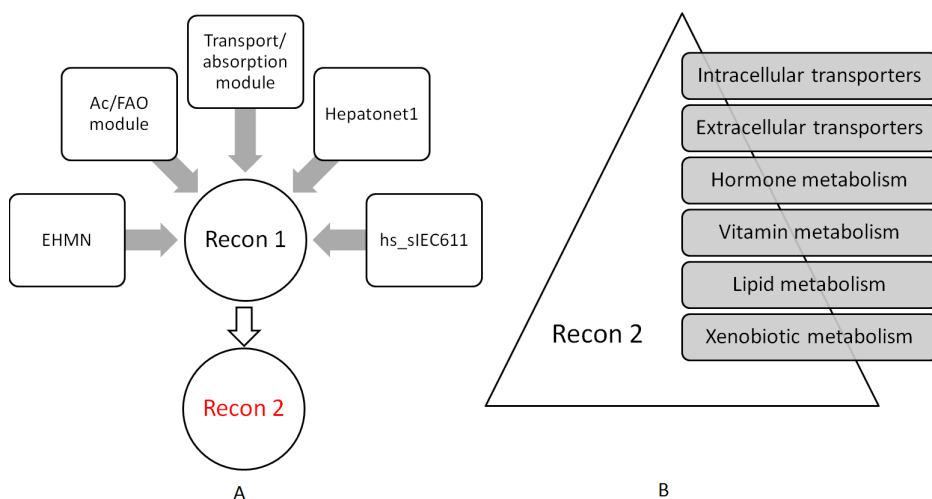 Transport/
absorption
module
Ac/FAO
module
Hepatonet1
EHMN
Recon 1
hs_sIEC611
Recon 2
A
Intracellular transporters
Extracellular transporters
Hormone metabolism
Vitamin metabolism
Lipid metabolism
Xenobiotic metabolism
Recon 2
B